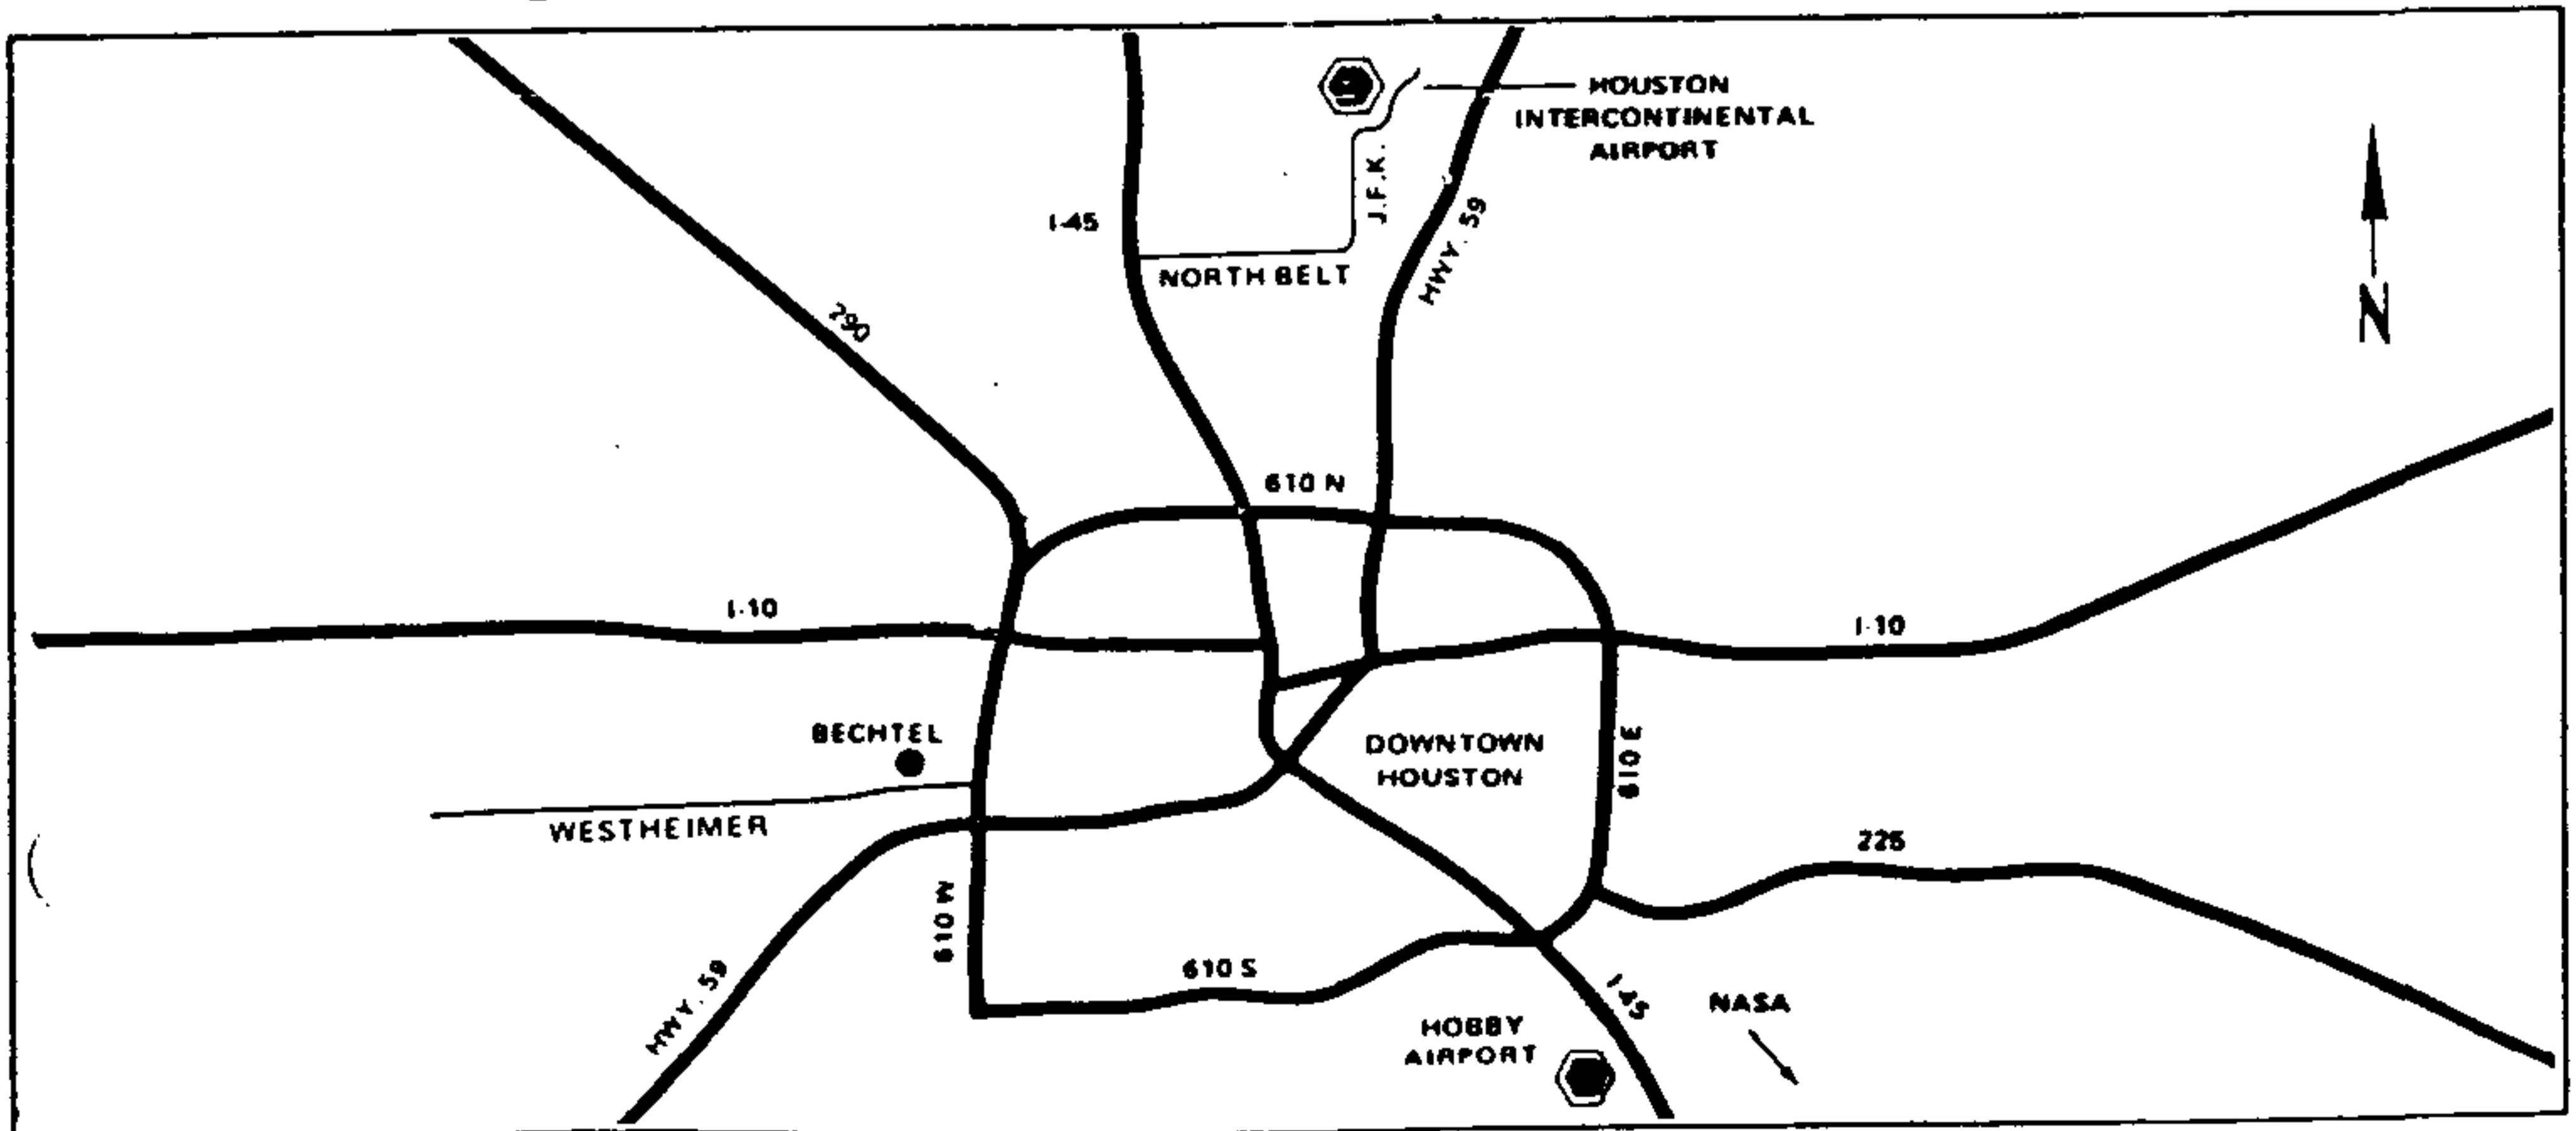 HOUSTON
INTERCONTINENTAL
AIRPORT
J.F.K.
I-45
HWY. 59
NORTH BELT
N
290
610 N
I-10
I-10
BECHTEL
DOWNTOWN
HOUSTON
610 E
WESTHEIMER
225
610 W
HWY. 59
610 S
I-45
NASA
HOBBY
AIRPORT